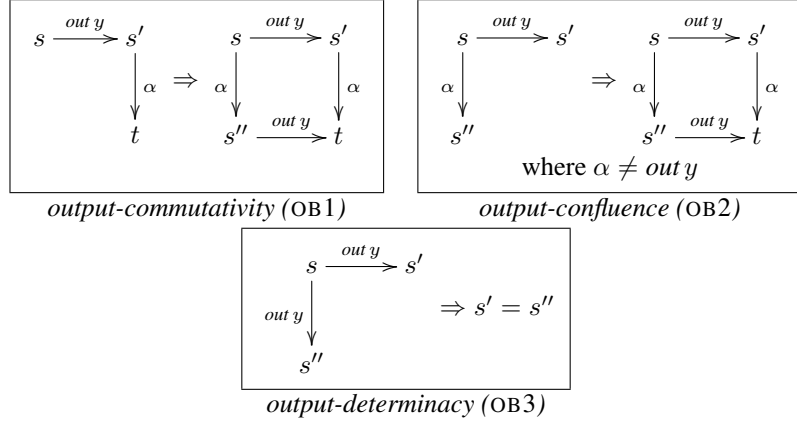 s out y s′ s out y s′
α ⇒ α α
t s″ out y t
output-commutativity (OB1)
s out y s′ s out y s′
α ⇒ α α
s″ s″ out y t
where α ≠ out y
output-confluence (OB2)
s out y s′
out y ⇒ s′ = s″
s″
output-determinacy (OB3)